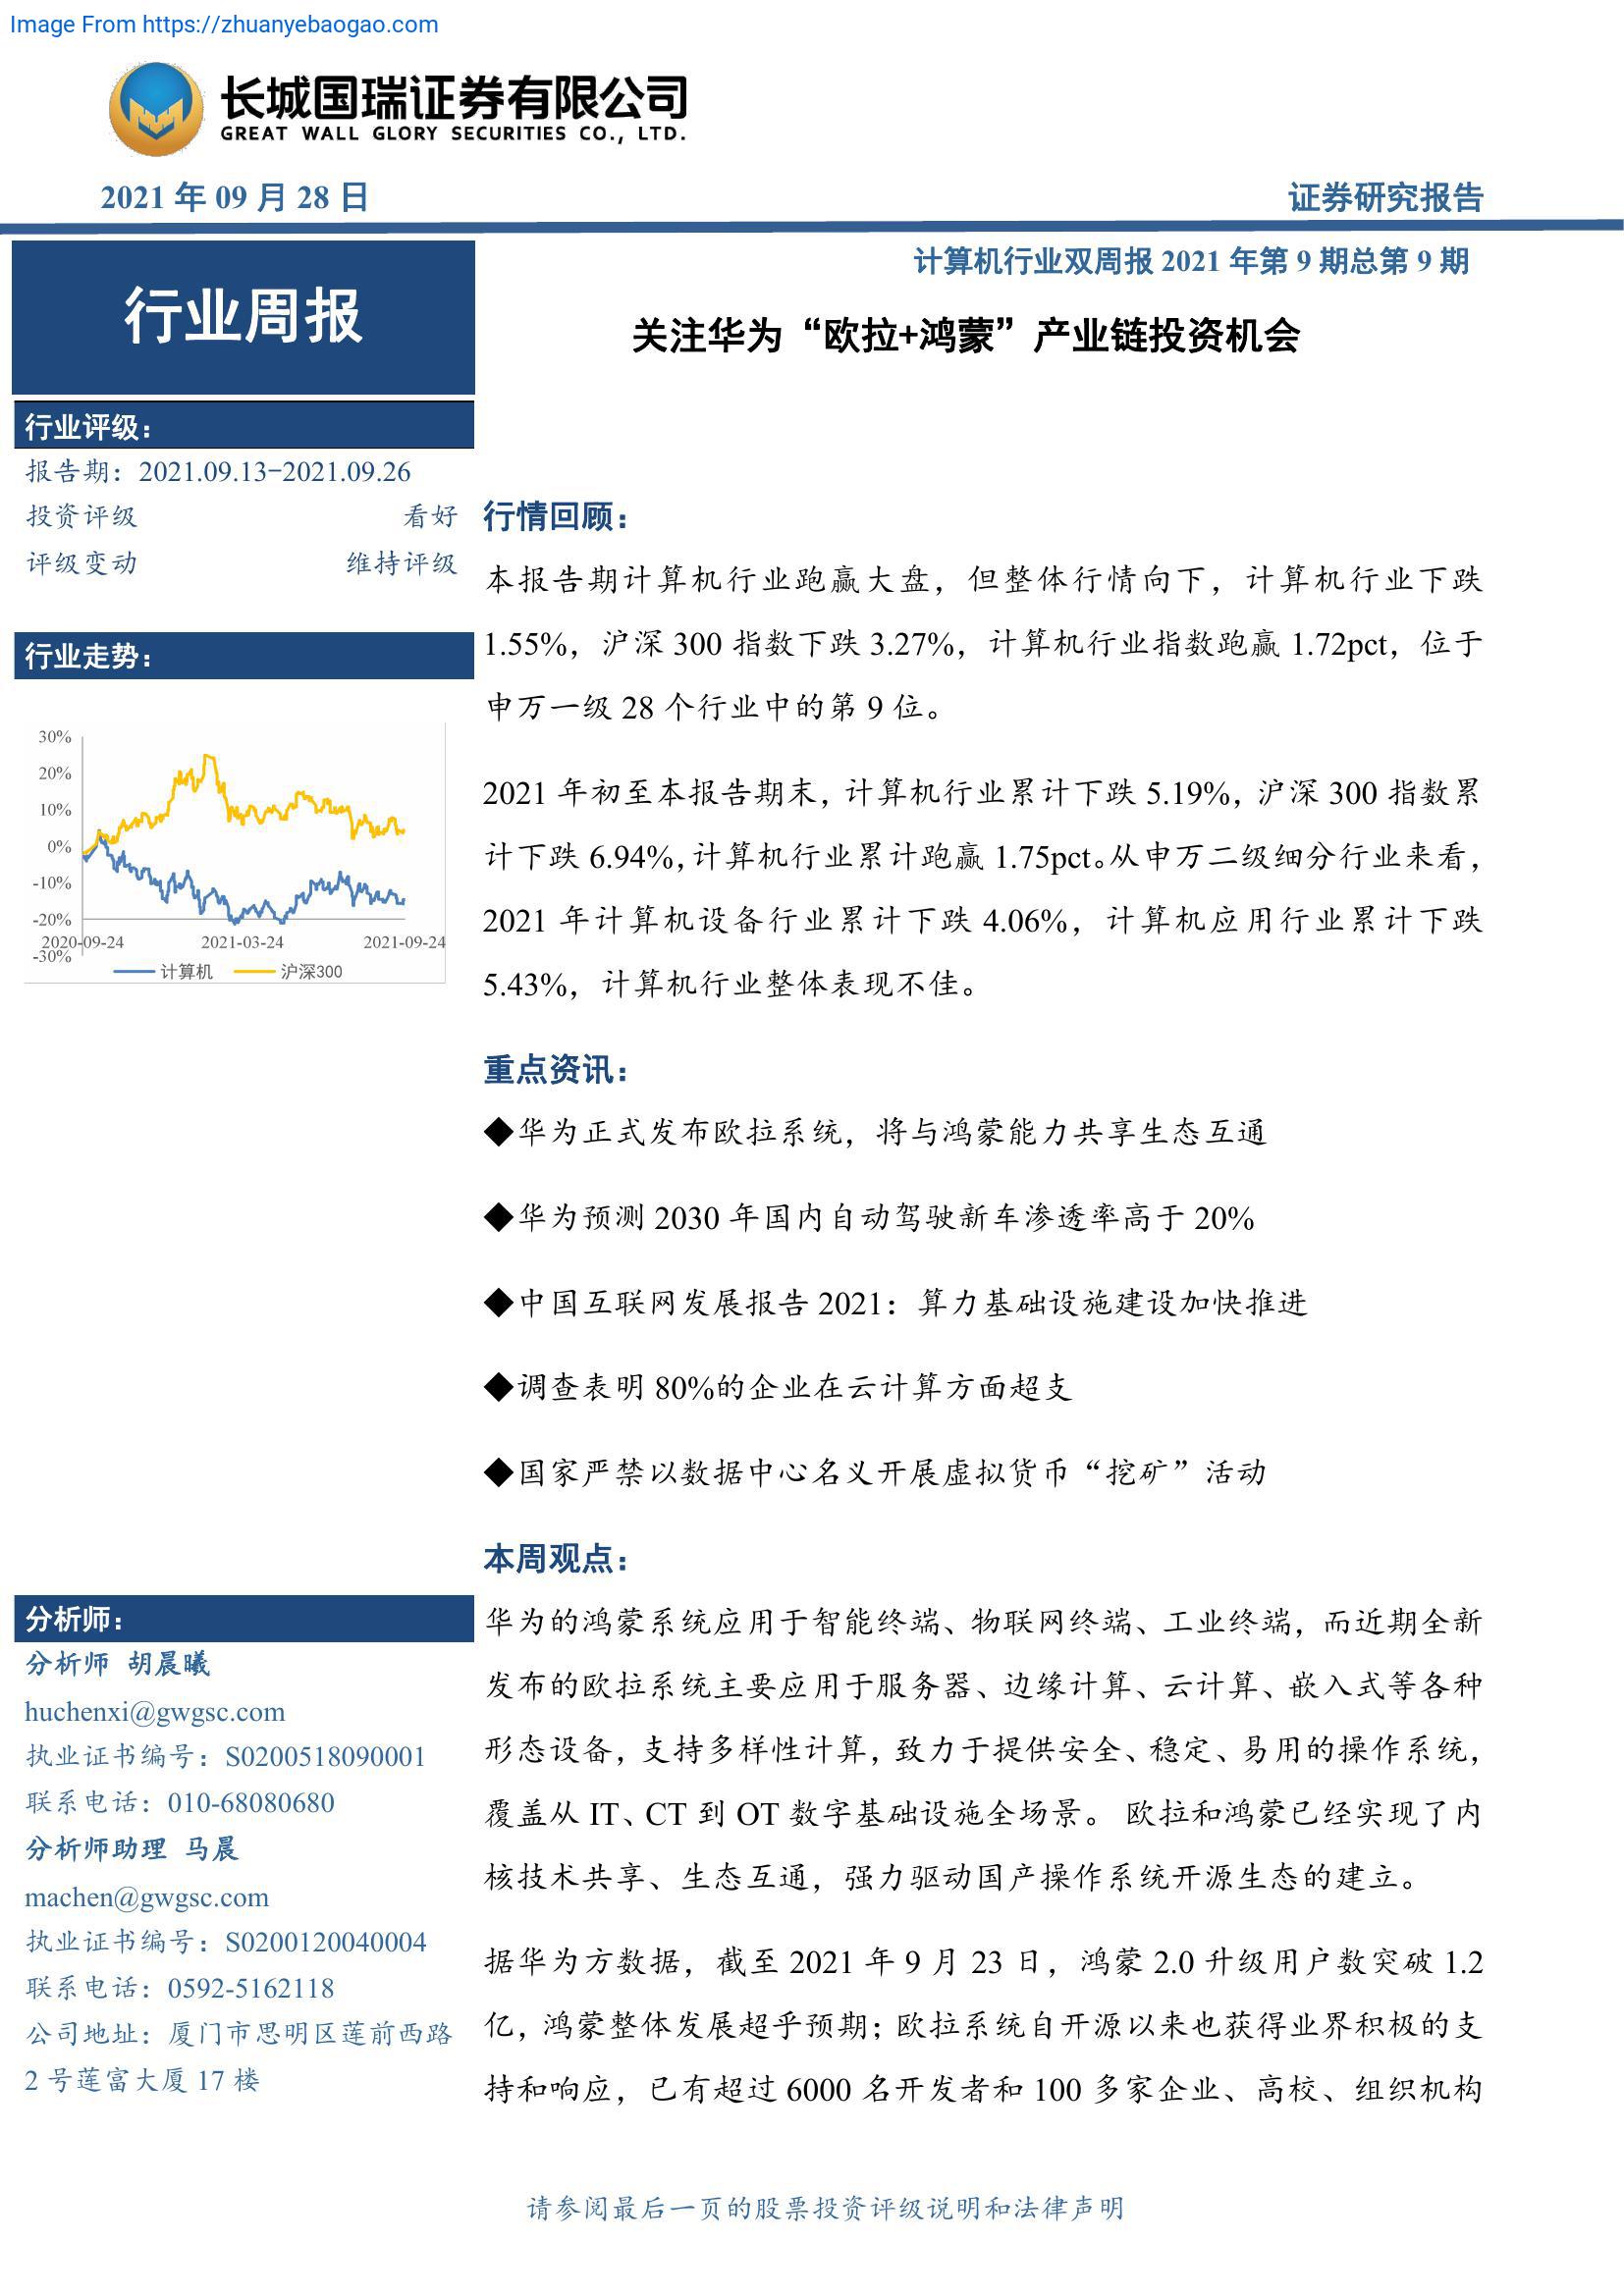 Image From https://zhuanyebaogao.com
长城国瑞证券有限公司
GREAT WALL GLORY SECURITIES CO., LTD.
2021 年 09 月 28 日
证券研究报告
行业周报
行业评级：
报告期：2021.09.13-2021.09.26
投资评级 看好
评级变动 维持评级
行业走势：
30%
20%
10%
0%
-10%
-20%
-30%
2020-09-24 2021-03-24 2021-09-24
计算机 沪深300
分析师：
分析师 胡晨曦
huchenxi@gwgsc.com
执业证书编号：S0200518090001
联系电话：010-68080680
分析师助理 马晨
machen@gwgsc.com
执业证书编号：S0200120040004
联系电话：0592-5162118
公司地址：厦门市思明区莲前西路
2 号莲富大厦 17 楼
计算机行业双周报 2021 年第 9 期总第 9 期
关注华为“欧拉+鸿蒙”产业链投资机会
行情回顾：
本报告期计算机行业跑赢大盘，但整体行情向下，计算机行业下跌
1.55%，沪深 300 指数下跌 3.27%，计算机行业指数跑赢 1.72pct，位于
申万一级 28 个行业中的第 9 位。
2021 年初至本报告期末，计算机行业累计下跌 5.19%，沪深 300 指数累
计下跌 6.94%，计算机行业累计跑赢 1.75pct。从申万二级细分行业来看，
2021 年计算机设备行业累计下跌 4.06%，计算机应用行业累计下跌
5.43%，计算机行业整体表现不佳。
重点资讯：
◆华为正式发布欧拉系统，将与鸿蒙能力共享生态互通
◆华为预测 2030 年国内自动驾驶新车渗透率高于 20%
◆中国互联网发展报告 2021：算力基础设施建设加快推进
◆调查表明 80%的企业在云计算方面超支
◆国家严禁以数据中心名义开展虚拟货币“挖矿”活动
本周观点：
华为的鸿蒙系统应用于智能终端、物联网终端、工业终端，而近期全新
发布的欧拉系统主要应用于服务器、边缘计算、云计算、嵌入式等各种
形态设备，支持多样性计算，致力于提供安全、稳定、易用的操作系统，
覆盖从 IT、CT 到 OT 数字基础设施全场景。 欧拉和鸿蒙已经实现了内
核技术共享、生态互通，强力驱动国产操作系统开源生态的建立。
据华为方数据，截至 2021 年 9 月 23 日，鸿蒙 2.0 升级用户数突破 1.2
亿，鸿蒙整体发展超乎预期；欧拉系统自开源以来也获得业界积极的支
持和响应，已有超过 6000 名开发者和 100 多家企业、高校、组织机构
请参阅最后一页的股票投资评级说明和法律声明